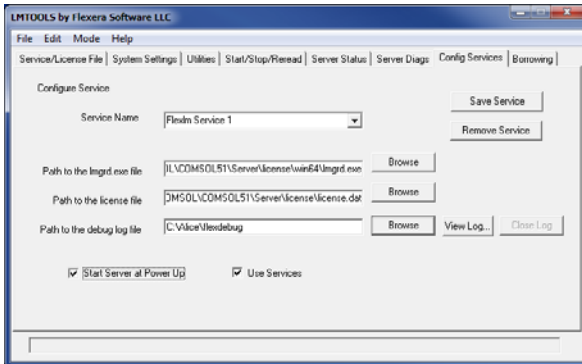 LMTOOLS by Flexera Software LLC
File Edit Mode Help
Service/License File System Settings Utilities Start/Stop/Reread Server Status Server Diags Config Services Borrowing
Configure Service
Save Service
Service Name Flexlm Service 1
Remove Service
Path to the lmgrd.exe file IL\COMSOL51\Server\license\win64\lmgrd.exe Browse
Path to the license file OMSOL\COMSOL51\Server\license\license.dat Browse
Path to the debug log file C:\Alice\flexdebug Browse View Log... Close Log
Start Server at Power Up Use Services